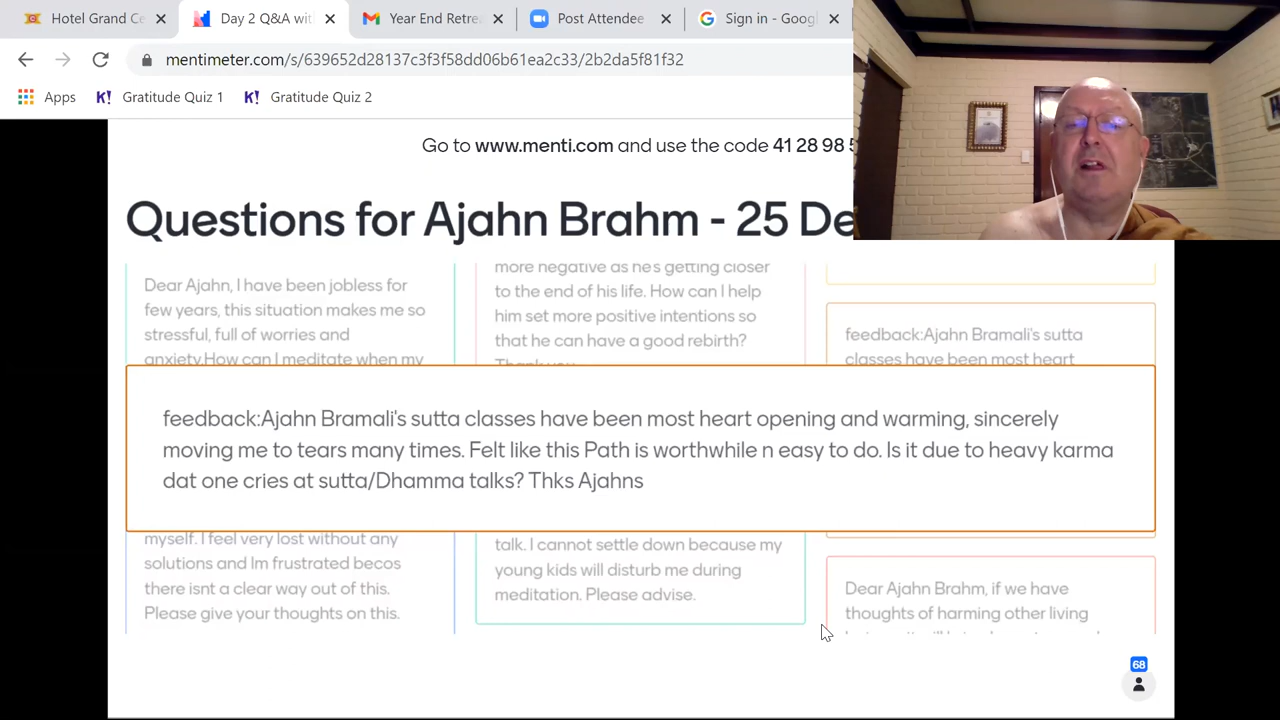 Hotel Grand Ce
Day 2 Q&A wit
Year End Retre
Post Attendee
Sign in - Googl
mentimeter.com/s/639652d28137c3f3f58dd06b61ea2c33/2b2da5f81f32
Apps
K! Gratitude Quiz 1
K! Gratitude Quiz 2
Go to www.menti.com and use the code 41 28 98
Questions for Ajahn Brahm - 25 De
Dear Ajahn, I have been jobless for
few years, this situation makes me so
stressful, full of worries and
anxiety.How can I meditate when my
more negative as he's getting closer
to the end of his life. How can I help
him set more positive intentions so
that he can have a good rebirth?
Thank you
feedback:Ajahn Bramali's sutta
classes have been most heart
feedback:Ajahn Bramali's sutta classes have been most heart opening and warming, sincerely
moving me to tears many times. Felt like this Path is worthwhile n easy to do. Is it due to heavy karma
dat one cries at sutta/Dhamma talks? Thks Ajahns
myself. I feel very lost without any
solutions and Im frustrated becos
there isnt a clear way out of this.
Please give your thoughts on this.
talk. I cannot settle down because my
young kids will disturb me during
meditation. Please advise.
Dear Ajahn Brahm, if we have
thoughts of harming other living
68